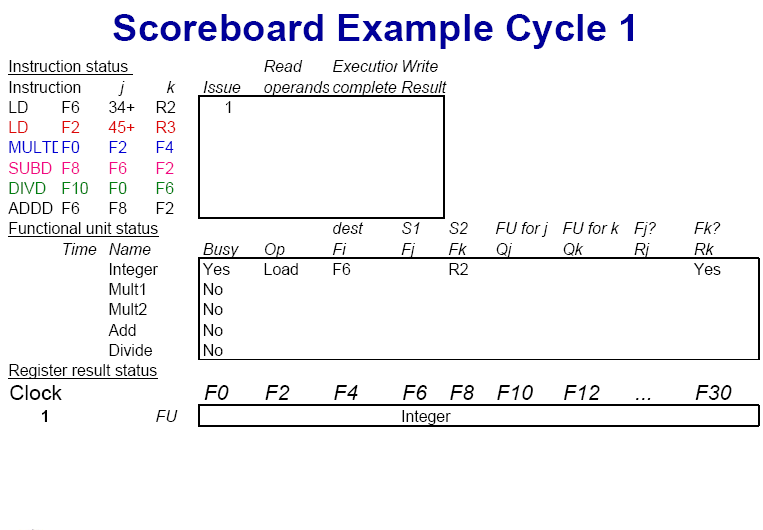 Scoreboard Example Cycle 1
Instruction status Read Execution Write
Instruction j k Issue operands complete Result
LD F6 34+ R2 1
LD F2 45+ R3
MULTD F0 F2 F4
SUBD F8 F6 F2
DIVD F10 F0 F6
ADDD F6 F8 F2
Functional unit status dest S1 S2 FU for j FU for k Fj? Fk?
Time Name Busy Op Fi Fj Fk Qj Qk Rj Rk
Integer Yes Load F6 R2 Yes
Mult1 No
Mult2 No
Add No
Divide No
Register result status
Clock F0 F2 F4 F6 F8 F10 F12 ... F30
1 FU Integer